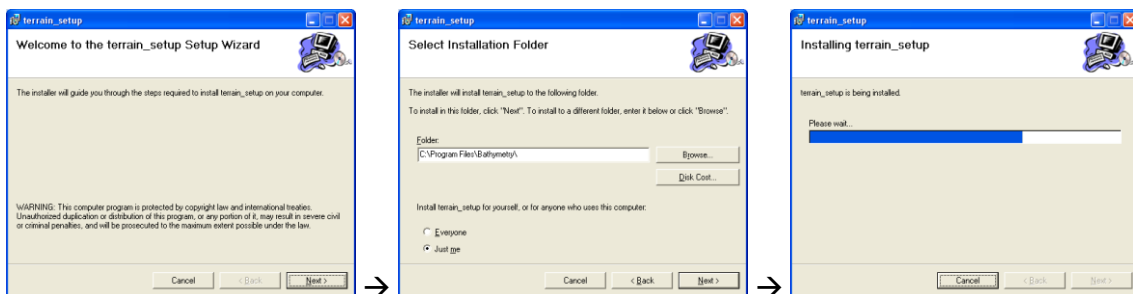 terrain_setup
Welcome to the terrain_setup Setup Wizard
The installer will guide you through the steps required to install terrain_setup on your computer.
WARNING: This computer program is protected by copyright law and international treaties.
Unauthorized duplication or distribution of this program, or any portion of it, may result in severe civil
or criminal penalties, and will be prosecuted to the maximum extent possible under the law.
Cancel
< Back
Next >
→
terrain_setup
Select Installation Folder
The installer will install terrain_setup to the following folder.
To install in this folder, click "Next". To install to a different folder, enter it below or click "Browse".
Folder:
C:\Program Files\Bathymetry\
Browse...
Disk Cost...
Install terrain_setup for yourself, or for anyone who uses this computer:
Everyone
Just me
Cancel
< Back
Next >
→
terrain_setup
Installing terrain_setup
terrain_setup is being installed.
Please wait...
Cancel
< Back
Next >